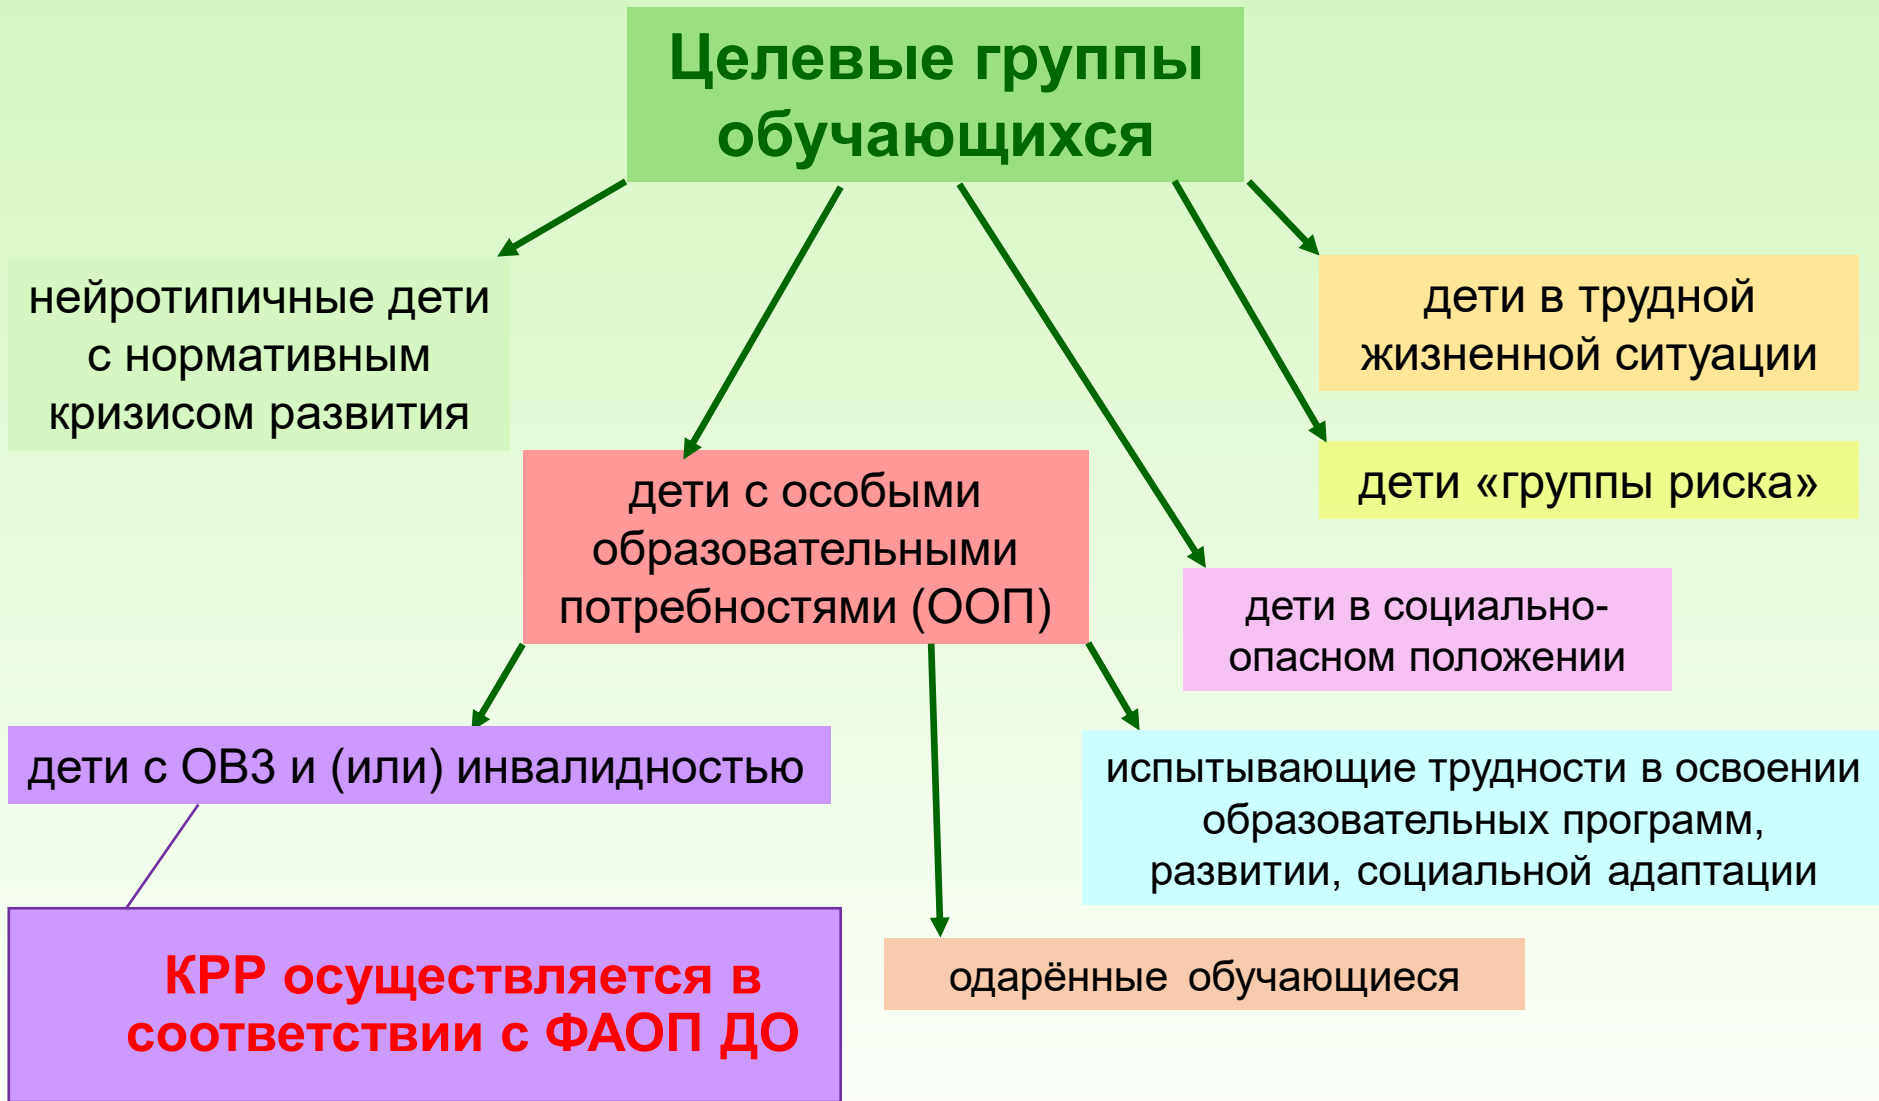 Целевые группы
обучающихся
нейротипичные дети
с нормативным
кризисом развития
дети в трудной
жизненной ситуации
дети «группы риска»
дети с особыми
образовательными
потребностями (ООП)
дети в социально-
опасном положении
дети с ОВЗ и (или) инвалидностью
испытывающие трудности в освоении
образовательных программ,
развитии, социальной адаптации
КРР осуществляется в
соответствии с ФАОП ДО
одарённые обучающиеся